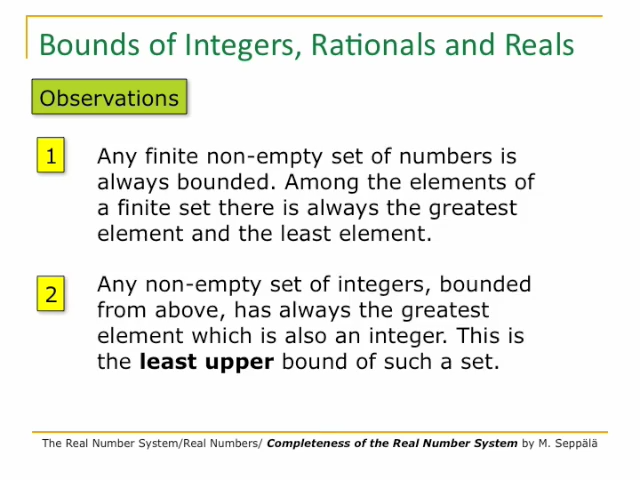 Bounds of Integers, Rationals and Reals
Observations
1
Any finite non-empty set of numbers is
always bounded. Among the elements of
a finite set there is always the greatest
element and the least element.
2
Any non-empty set of integers, bounded
from above, has always the greatest
element which is also an integer. This is
the least upper bound of such a set.
The Real Number System/Real Numbers/ Completeness of the Real Number System by M. Seppälä